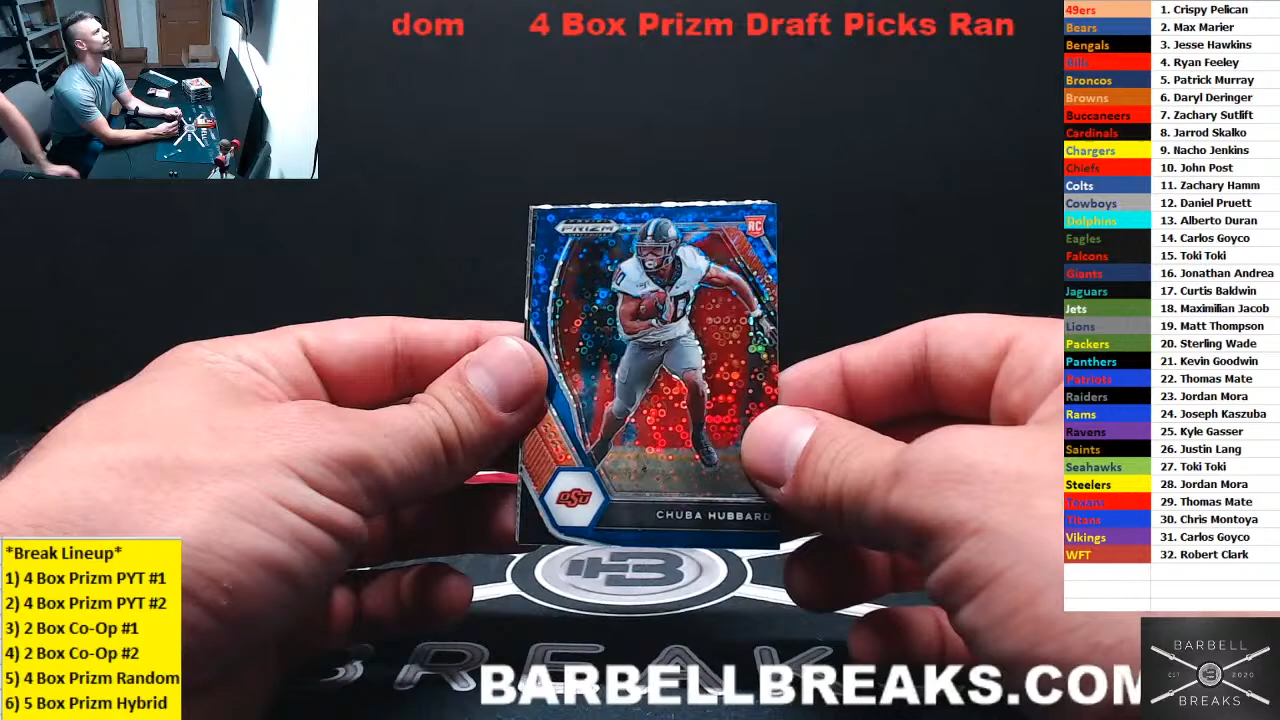 dom 4 Box Prizm Draft Picks Ran
49ers 1. Crispy Pelican
Bears 2. Max Marier
Bengals 3. Jesse Hawkins
Bills 4. Ryan Feeley
Broncos 5. Patrick Murray
Browns 6. Daryl Deringer
Buccaneers 7. Zachary Sutlift
Cardinals 8. Jarrod Skalko
Chargers 9. Nacho Jenkins
Chiefs 10. John Post
Colts 11. Zachary Hamm
Cowboys 12. Daniel Pruett
Dolphins 13. Alberto Duran
Eagles 14. Carlos Goyco
Falcons 15. Toki Toki
Giants 16. Jonathan Andrea
Jaguars 17. Curtis Baldwin
Jets 18. Maximilian Jacob
Lions 19. Matt Thompson
Packers 20. Sterling Wade
Panthers 21. Kevin Goodwin
Patriots 22. Thomas Mate
Raiders 23. Jordan Mora
Rams 24. Joseph Kaszuba
Ravens 25. Kyle Gasser
Saints 26. Justin Lang
Seahawks 27. Toki Toki
Steelers 28. Jordan Mora
Texans 29. Thomas Mate
Titans 30. Chris Montoya
Vikings 31. Carlos Goyco
WFT 32. Robert Clark
PRIZM
RC
OSU
CHUBA HUBBARD
*Break Lineup*
1) 4 Box Prizm PYT #1
2) 4 Box Prizm PYT #2
3) 2 Box Co-Op #1
4) 2 Box Co-Op #2
5) 4 Box Prizm Random
6) 5 Box Prizm Hybrid
BREAK
BARBELLBREAKS.COM
BARBELL
EST 2020
BREAKS